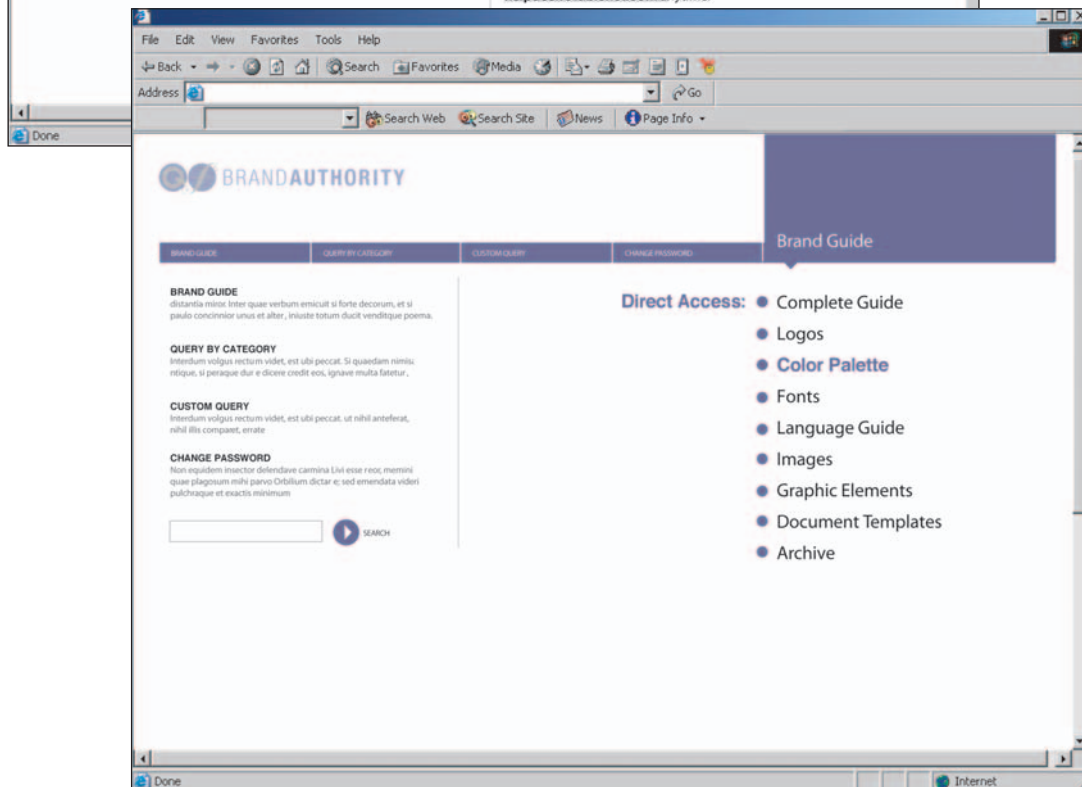 File Edit View Favorites Tools Help
Back Search Favorites Media
Address Go
Search Web Search Site News Page Info
Done
BRANDAUTHORITY
Brand Guide
BRAND GUIDE QUERY BY CATEGORY CUSTOM QUERY CHANGE PASSWORD
BRAND GUIDE
distantia miror. Inter quae verbum emicuit si forte decorum, et si
paulo concinnior unus et alter, iniuste totum ducit venditque poema.
QUERY BY CATEGORY
Interdum volgus rectum videt, est ubi peccat. Si quaedam nimisu
ntique, si peraque dur e dicere credit eos, ignave multa fatetur,
CUSTOM QUERY
Interdum volgus rectum videt, est ubi peccat. ut nihil anteferat,
nihil illis comparet, errate
CHANGE PASSWORD
Non equidem insector delendave carmina Livi esse reor, memini
quae plagosum mihi parvo Orbilium dictar e; sed emendata videri
pulchraque et exactis minimum
SEARCH
Direct Access: Complete Guide
Logos
Color Palette
Fonts
Language Guide
Images
Graphic Elements
Document Templates
Archive
Done Internet